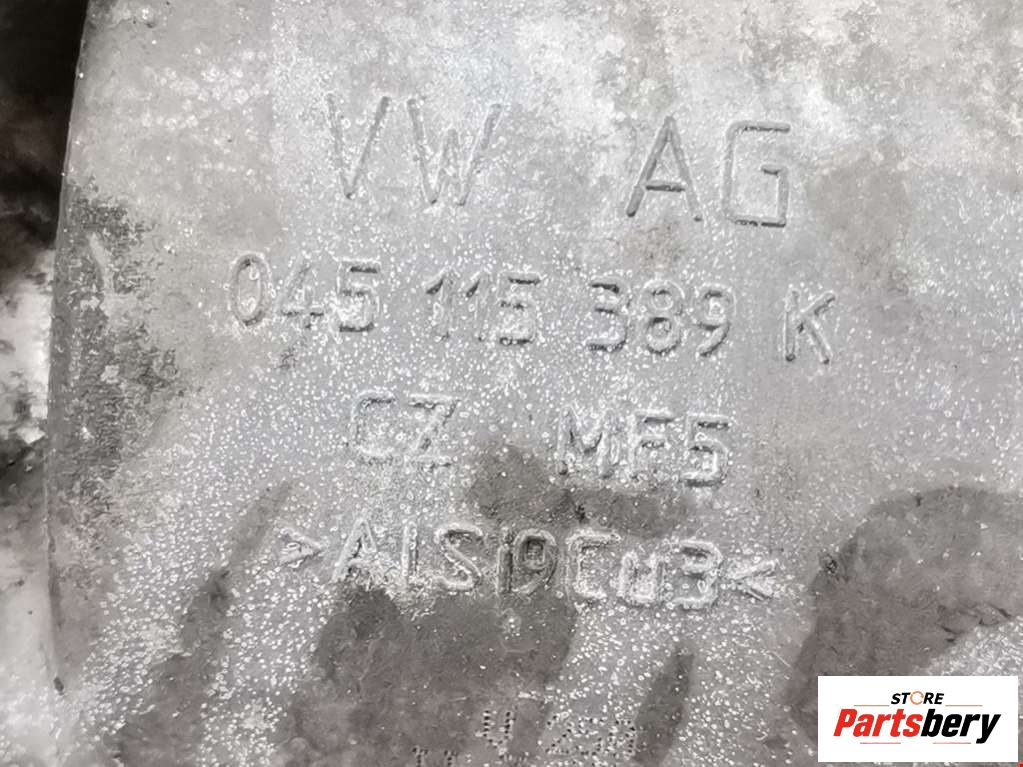 VW AG
045 115 389 K
CZ MF5
>ALSi9Cu3<
STORE
Partsbery